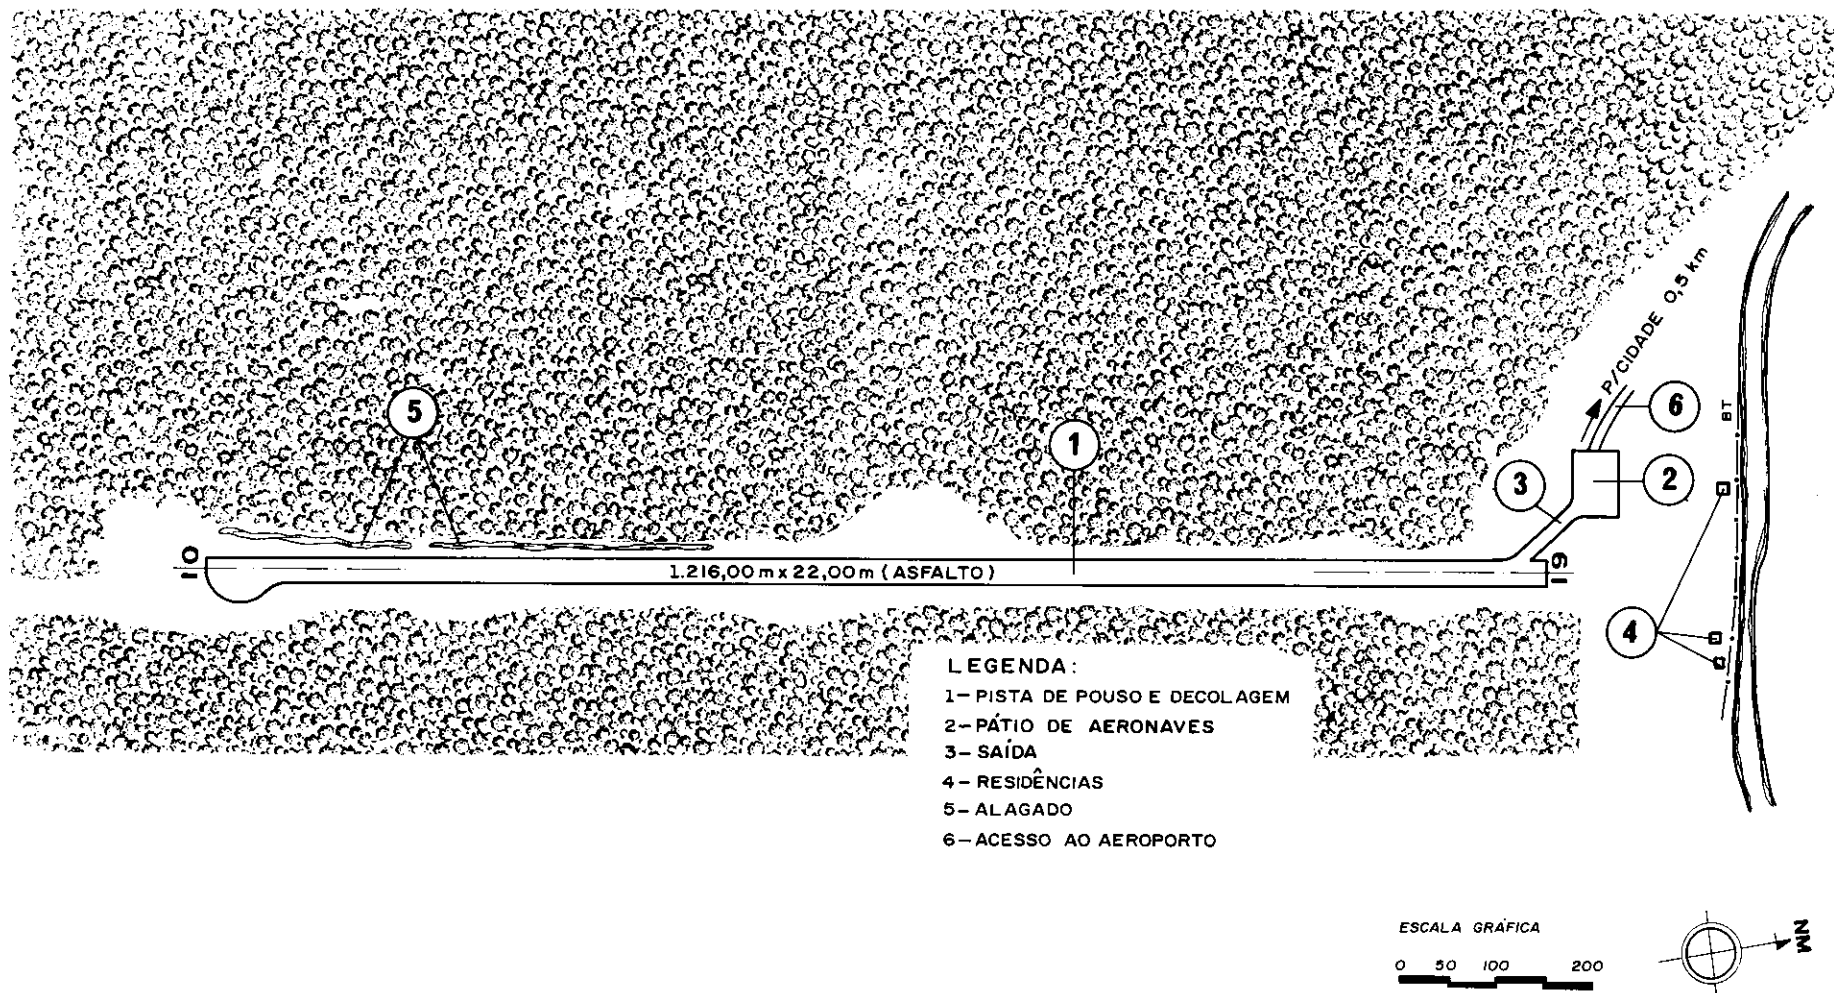 P/CIDADE 0,5 km
BT
5
1
6
3
2
01
1.216,00 m x 22,00 m (ASFALTO)
19
4
LEGENDA:
1- PISTA DE POUSO E DECOLAGEM
2- PÁTIO DE AERONAVES
3- SAÍDA
4- RESIDÊNCIAS
5- ALAGADO
6- ACESSO AO AEROPORTO
ESCALA GRÁFICA
0 50 100 200
NM